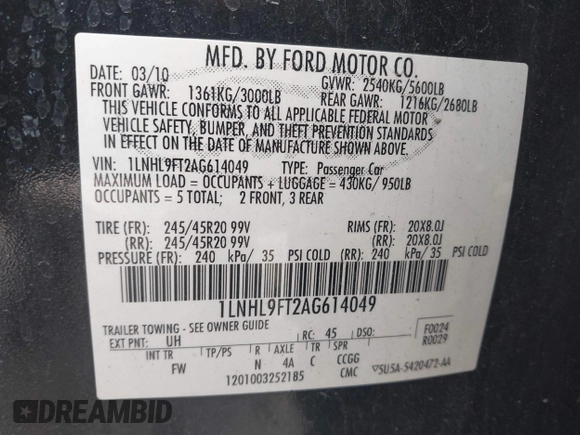 MFD. BY FORD MOTOR CO.
DATE: 03/10 GVWR: 2540KG/5600LB
FRONT GAWR: 1361KG/3000LB REAR GAWR: 1216KG/2680LB
THIS VEHICLE CONFORMS TO ALL APPLICABLE FEDERAL MOTOR
VEHICLE SAFETY, BUMPER, AND THEFT PREVENTION STANDARDS
IN EFFECT ON THE DATE OF MANUFACTURE SHOWN ABOVE.
VIN: 1LNHL9FT2AG614049 TYPE: Passenger Car
MAXIMUM LOAD = OCCUPANTS + LUGGAGE = 430KG/ 950LB
OCCUPANTS = 5 TOTAL; 2 FRONT, 3 REAR
TIRE (FR): 245/45R20 99V RIMS (FR): 20X8.0J
(RR): 245/45R20 99V (RR): 20X8.0J
PRESSURE (FR): 240 kPa/ 35 PSI COLD (RR): 240 kPa/ 35 PSI COLD
1LNHL9FT2AG614049
TRAILER TOWING - SEE OWNER GUIDE
EXT PNT: UH RC: 45 DSO: F0024
R0029
INT TR TP/PS R AXLE TR SPR
FW N 4A C CCGG
1201003252185 CMC ▽5U5A-5420472-AA
DREAMBID